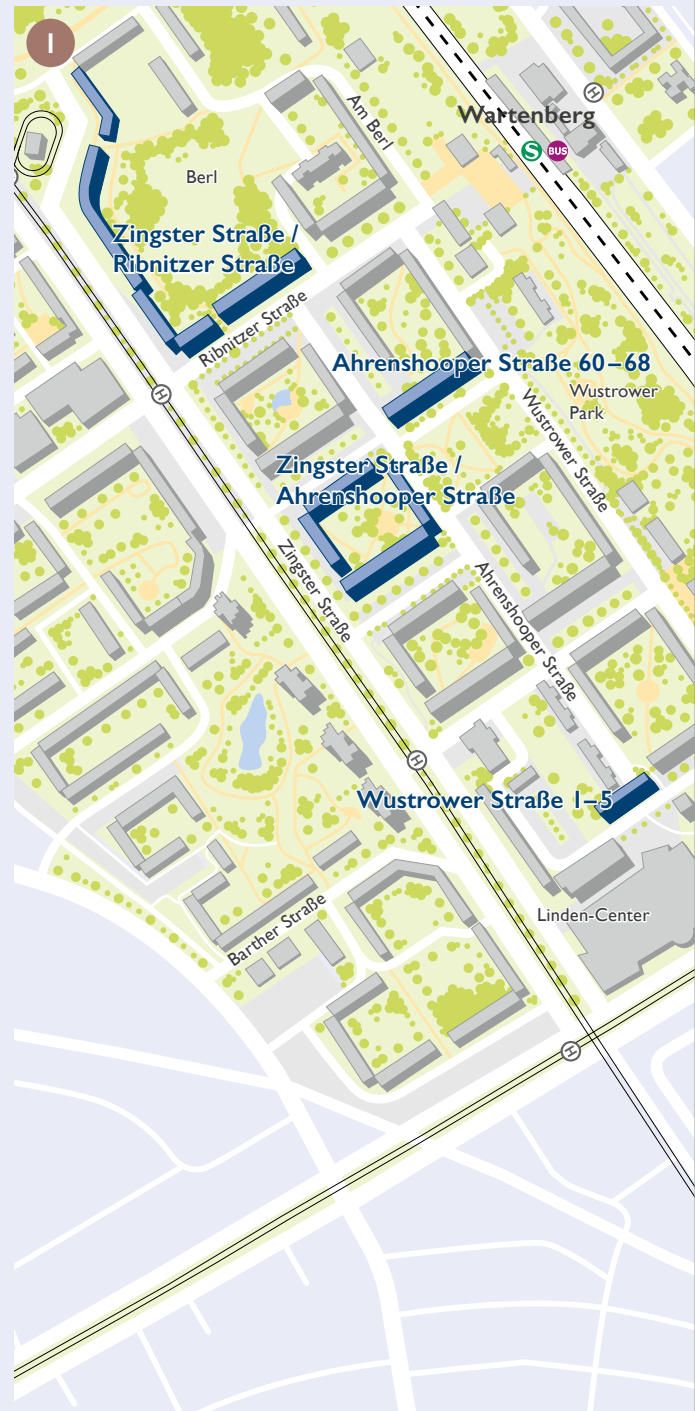 I
H
Am Berl
Wartenberg
S BUS
Berl
Zingster Straße /
Ribnitzer Straße
Ribnitzer Straße
Ahrenshooper Straße 60–68
Wustrower
Park
H
Wustrower Straße
Zingster Straße /
Ahrenshooper Straße
Zingster Straße
Ahrenshooper Straße
H
Wustrower Straße 1–5
Barther Straße
Linden-Center
H